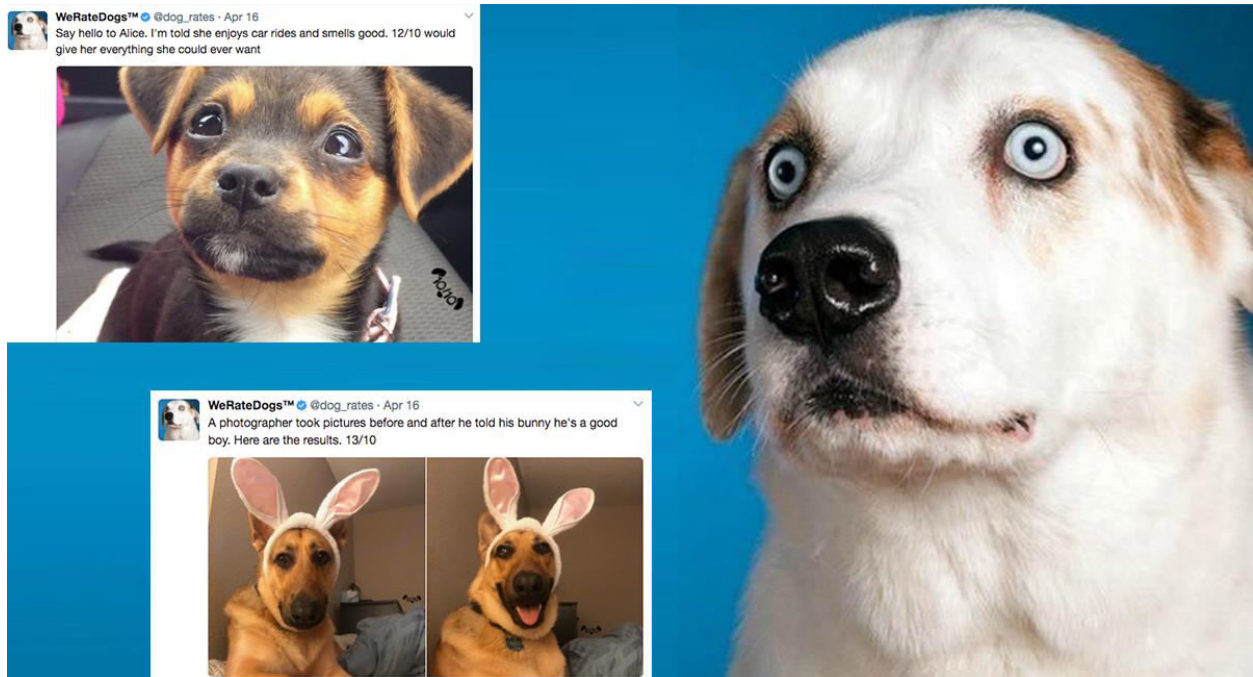 WeRateDogs™ @dog_rates · Apr 16
Say hello to Alice. I'm told she enjoys car rides and smells good. 12/10 would
give her everything she could ever want
WeRateDogs™ @dog_rates · Apr 16
A photographer took pictures before and after he told his bunny he's a good
boy. Here are the results. 13/10